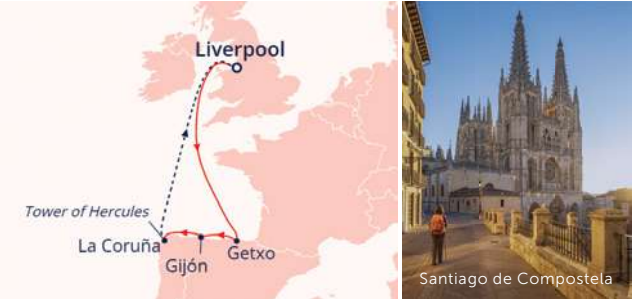 Liverpool
Tower of Hercules
La Coruña
Gijón
Getxo
Santiago de Compostela